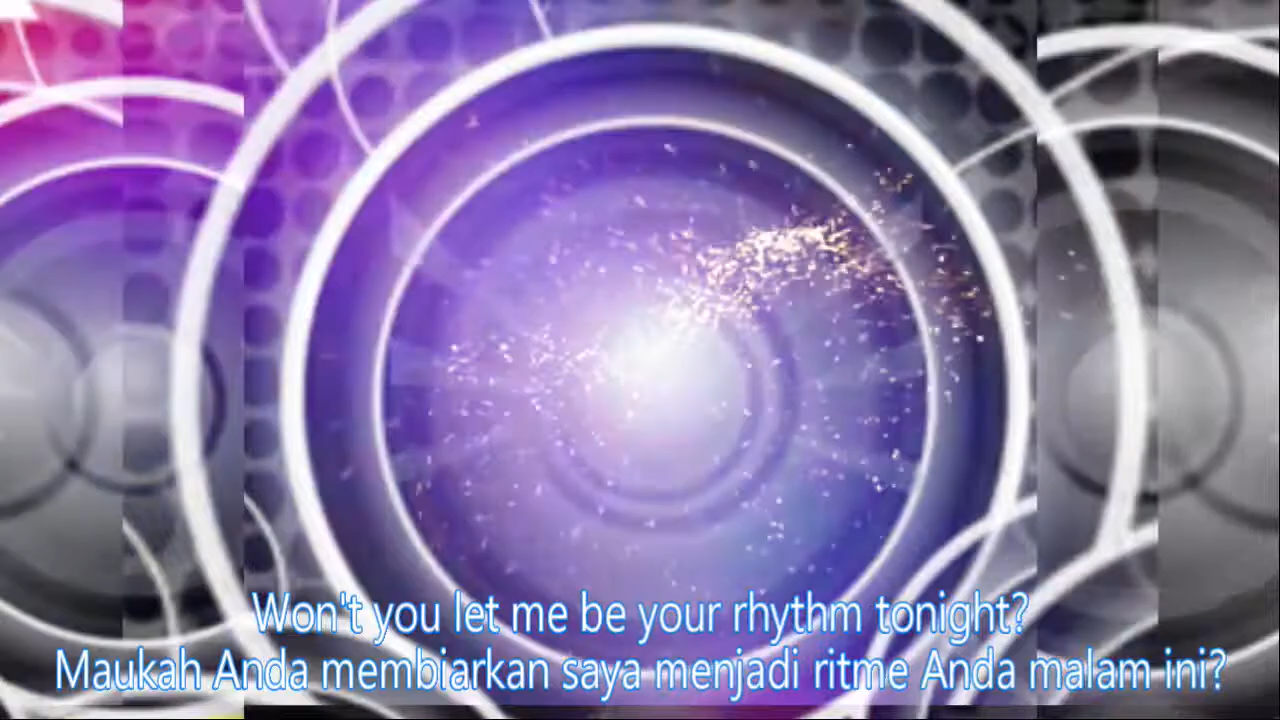 Won't you let me be your rhythm tonight?
Maukah Anda membiarkan saya menjadi ritme Anda malam ini?